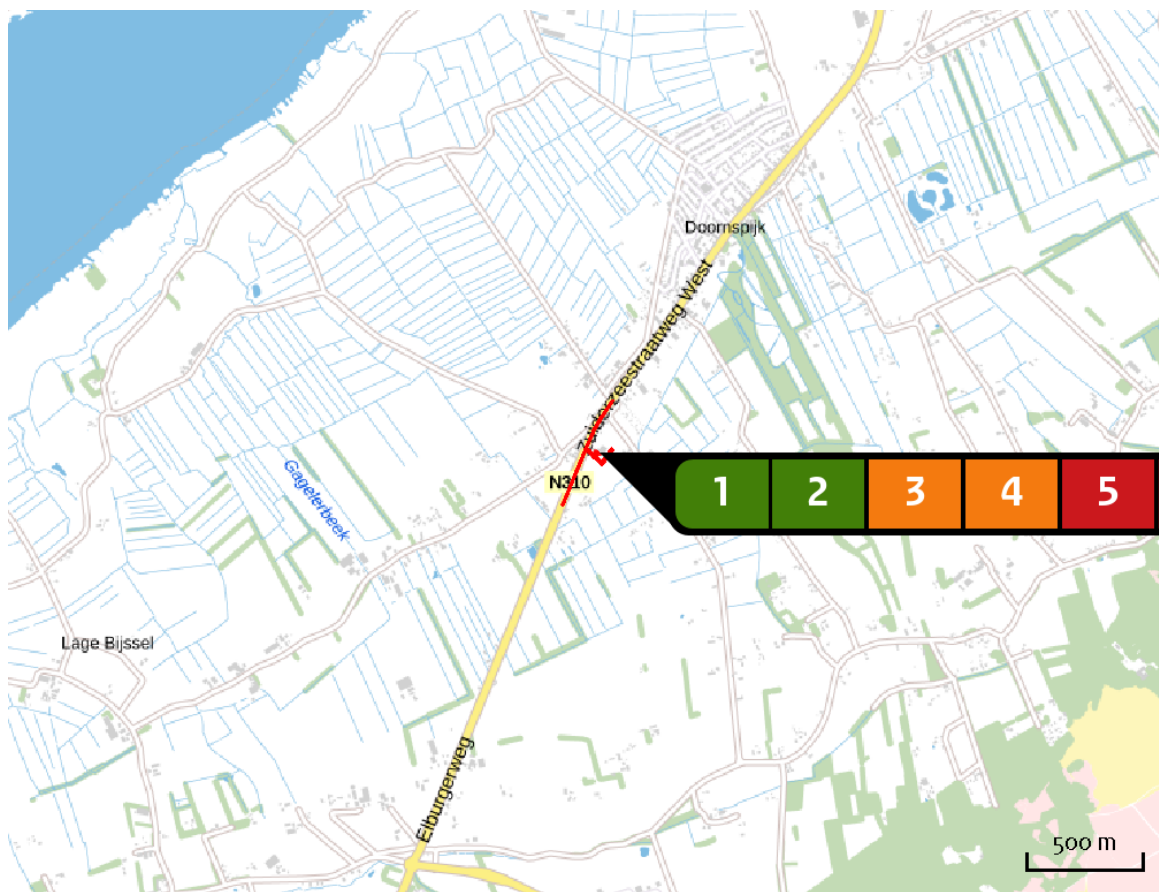 Doornspijk
Zuiderzeestraatweg West
1 2 3 4 5
N310
Gagelerbeek
Lage Bijssel
Elburgerweg
500 m